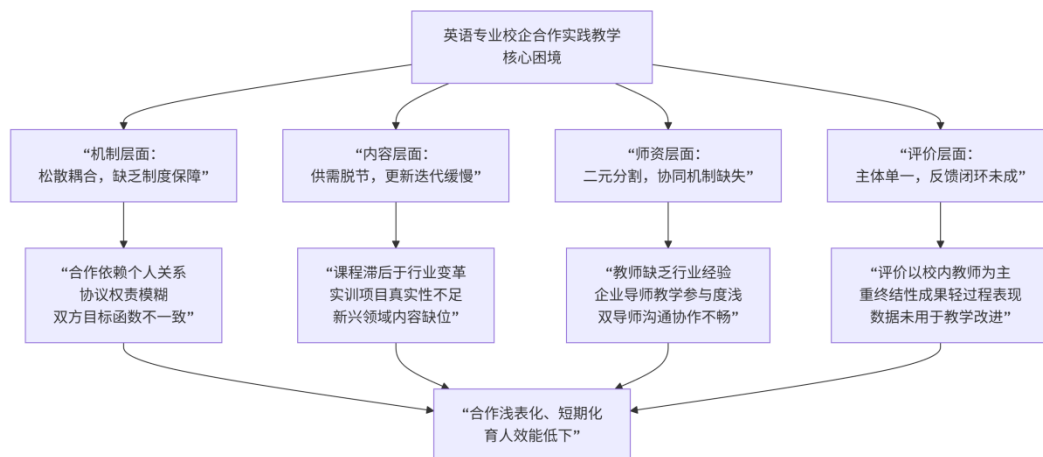 英语专业校企合作实践教学
核心困境
“机制层面：
松散耦合，缺乏制度保障”
“内容层面：
供需脱节，更新迭代缓慢”
“师资层面：
二元分割，协同机制缺失”
“评价层面：
主体单一，反馈闭环未成”
“合作依赖个人关系
协议权责模糊
双方目标函数不一致”
“课程滞后于行业变革
实训项目真实性不足
新兴领域内容缺位”
“教师缺乏行业经验
企业导师教学参与度浅
双导师沟通协作不畅”
“评价以校内教师为主
重终结性成果轻过程表现
数据未用于教学改进”
“合作浅表化、短期化
育人效能低下”